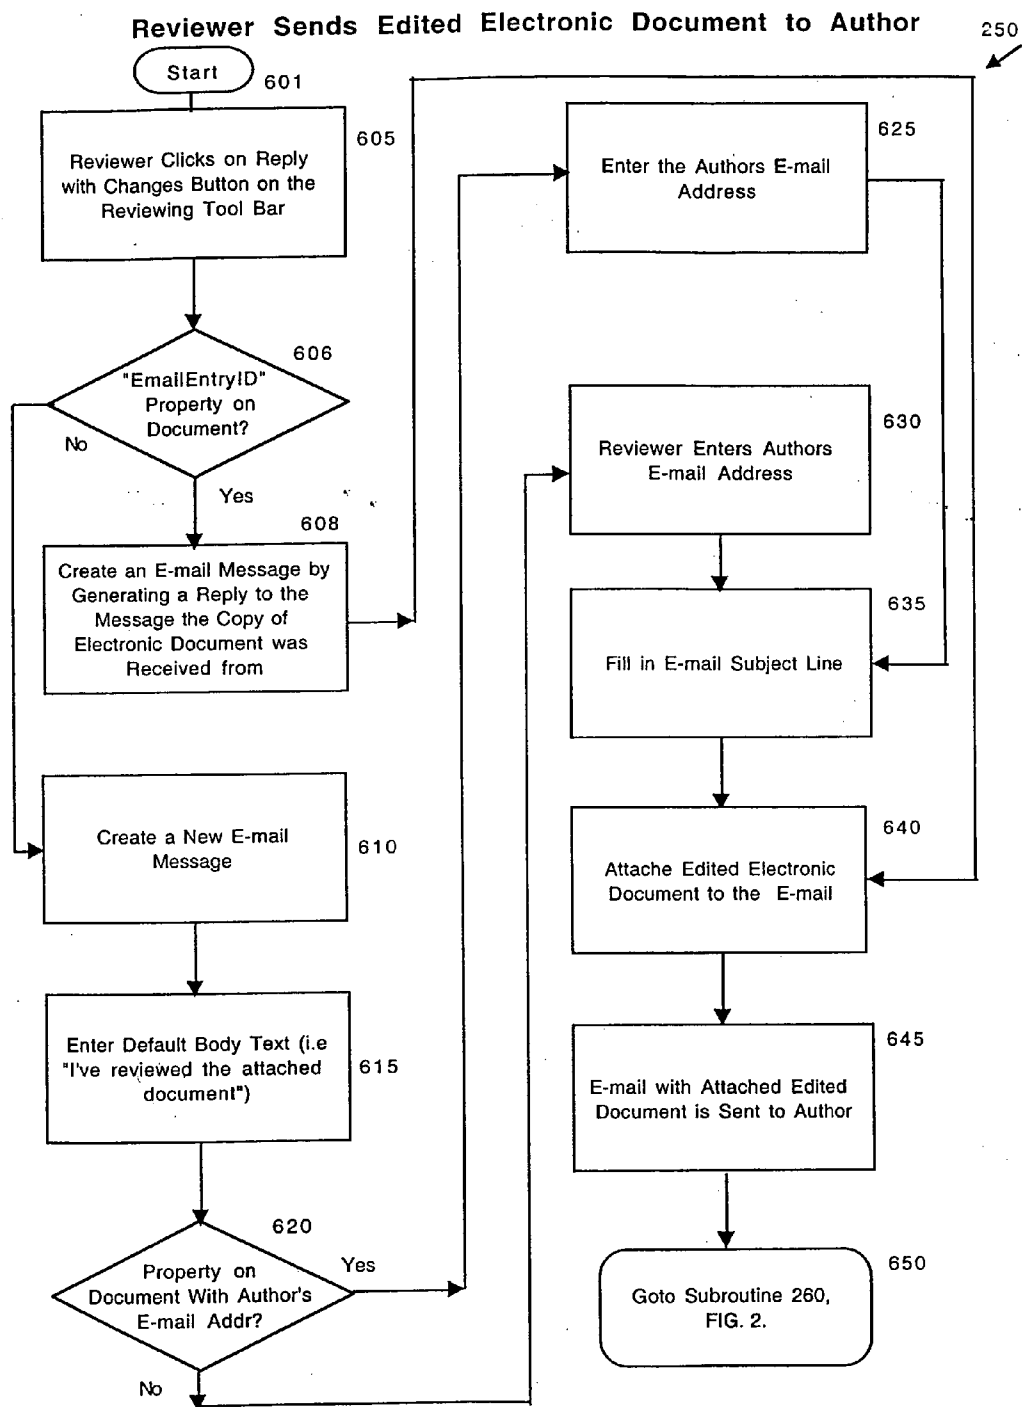 Reviewer Sends Edited Electronic Document to Author
250
Start
601
605
Reviewer Clicks on Reply
with Changes Button on the
Reviewing Tool Bar
606
"EmailEntryID"
Property on
Document?
No
Yes
608
Create an E-mail Message by
Generating a Reply to the
Message the Copy of
Electronic Document was
Received from
Create a New E-mail
Message
610
Enter Default Body Text (i.e
"I've reviewed the attached
document")
615
620
Property on
Document With Author's
E-mail Addr?
Yes
No
625
Enter the Authors E-mail
Address
630
Reviewer Enters Authors
E-mail Address
635
Fill in E-mail Subject Line
640
Attache Edited Electronic
Document to the E-mail
645
E-mail with Attached Edited
Document is Sent to Author
650
Goto Subroutine 260,
FIG. 2.